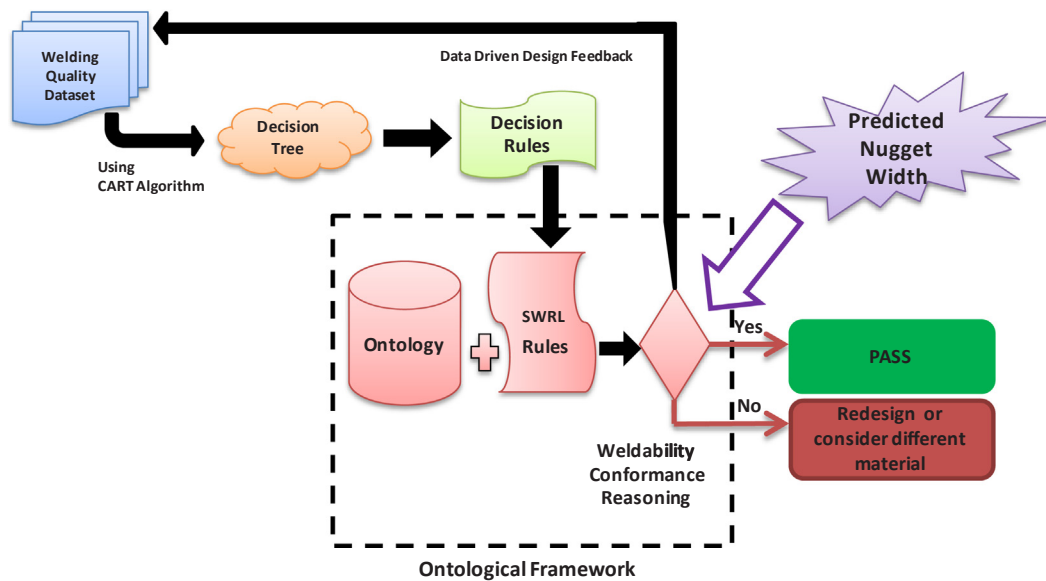 Welding
Quality
Dataset
Data Driven Design Feedback
Using
CART Algorithm
Decision
Tree
Decision
Rules
Predicted
Nugget
Width
Ontology
SWRL
Rules
Yes
PASS
No
Redesign or
consider different
material
Weldability
Conformance
Reasoning
Ontological Framework